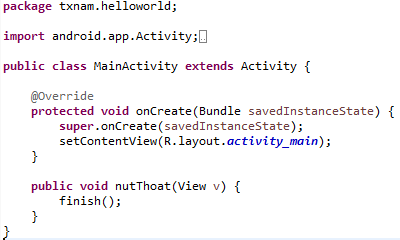 package txnam.helloworld;
import android.app.Activity;
public class MainActivity extends Activity {
@Override
protected void onCreate(Bundle savedInstanceState) {
super.onCreate(savedInstanceState);
setContentView(R.layout.activity_main);
}
public void nutThoat(View v) {
finish();
}
}